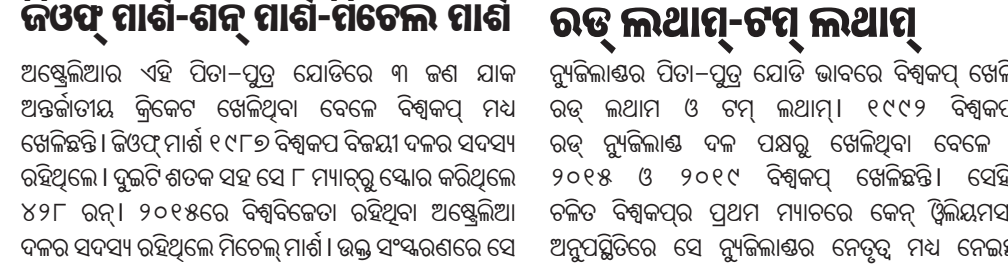 ଜିଓଫ୍ ମାର୍ଶ-ଶନ୍ ମାର୍ଶ-ମିଚେଲ ମାର୍ଶ
ଅଷ୍ଟ୍ରେଲିଆର ଏହି ପିତା-ପୁତ୍ର ଯୋଡିରେ ୩ ଜଣ ଯାକ
ଅନ୍ତର୍ଜାତୀୟ କ୍ରିକେଟ ଖେଳିଥିବା ବେଳେ ବିଶ୍ୱକପ୍ ମଧ୍ୟ
ଖେଳିଛନ୍ତି । ଜିଓଫ୍ ମାର୍ଶ ୧୯୮୭ ବିଶ୍ୱକପ ବିଜୟୀ ଦଳର ସଦସ୍ୟ
ରହିଥିଲେ । ଦୁଇଟି ଶତକ ସହ ସେ ୮ ମ୍ୟାଚ୍‌ରୁ ସ୍କୋର କରିଥିଲେ
୪୨୮ ରନ୍। ୨୦୧୫ରେ ବିଶ୍ୱବିଜେତା ରହିଥିବା ଅଷ୍ଟ୍ରେଲିଆ
ଦଳର ସଦସ୍ୟ ରହିଥିଲେ ମିଚେଲ୍ ମାର୍ଶ । ଉକ୍ତ ସଂସ୍କରଣରେ ସେ
ରଡ୍ ଲଥାମ୍-ଟମ୍ ଲଥାମ୍
ନ୍ୟୁଜିଲାଣ୍ଡର ପିତା-ପୁତ୍ର ଯୋଡି ଭାବରେ ବିଶ୍ୱକପ୍
ରଡ୍ ଲଥାମ ଓ ଟମ୍ ଲଥାମ୍। ୧୯୯୨
ରଡ୍ ନ୍ୟୁଜିଲାଣ୍ଡ ଦଳ ପକ୍ଷରୁ ଖେଳିଥିବା ବେଳେ
୨୦୧୫ ଓ ୨୦୧୯ ବିଶ୍ୱକପ୍ ଖେଳିଛନ୍ତି।
ଚଳିତ ବିଶ୍ୱକପ୍‌ର ପ୍ରଥମ ମ୍ୟାଚରେ କେନ୍
ଅନୁପସ୍ଥିତିରେ ସେ ନ୍ୟୁଜିଲାଣ୍ଡର ନେତୃତ୍ୱ ମଧ୍ୟ